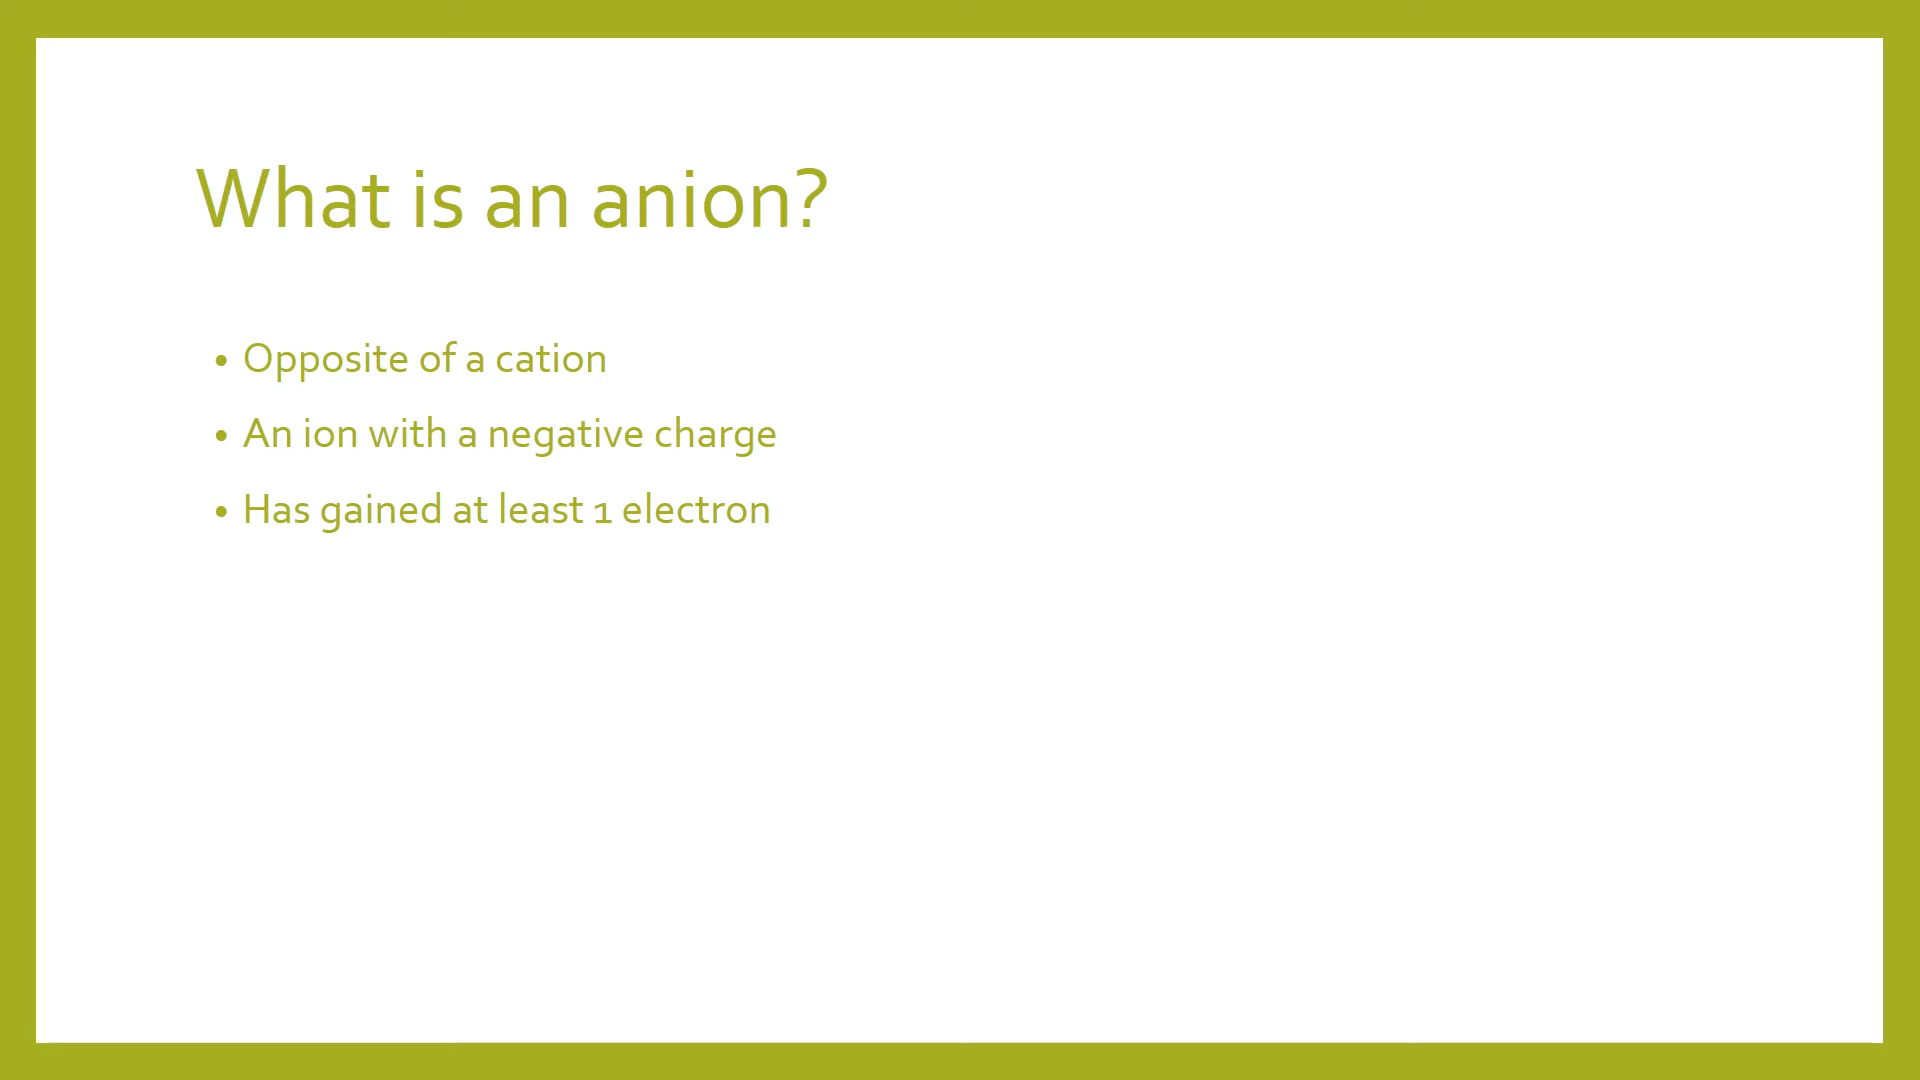 What is an anion?
• Opposite of a cation
• An ion with a negative charge
• Has gained at least 1 electron